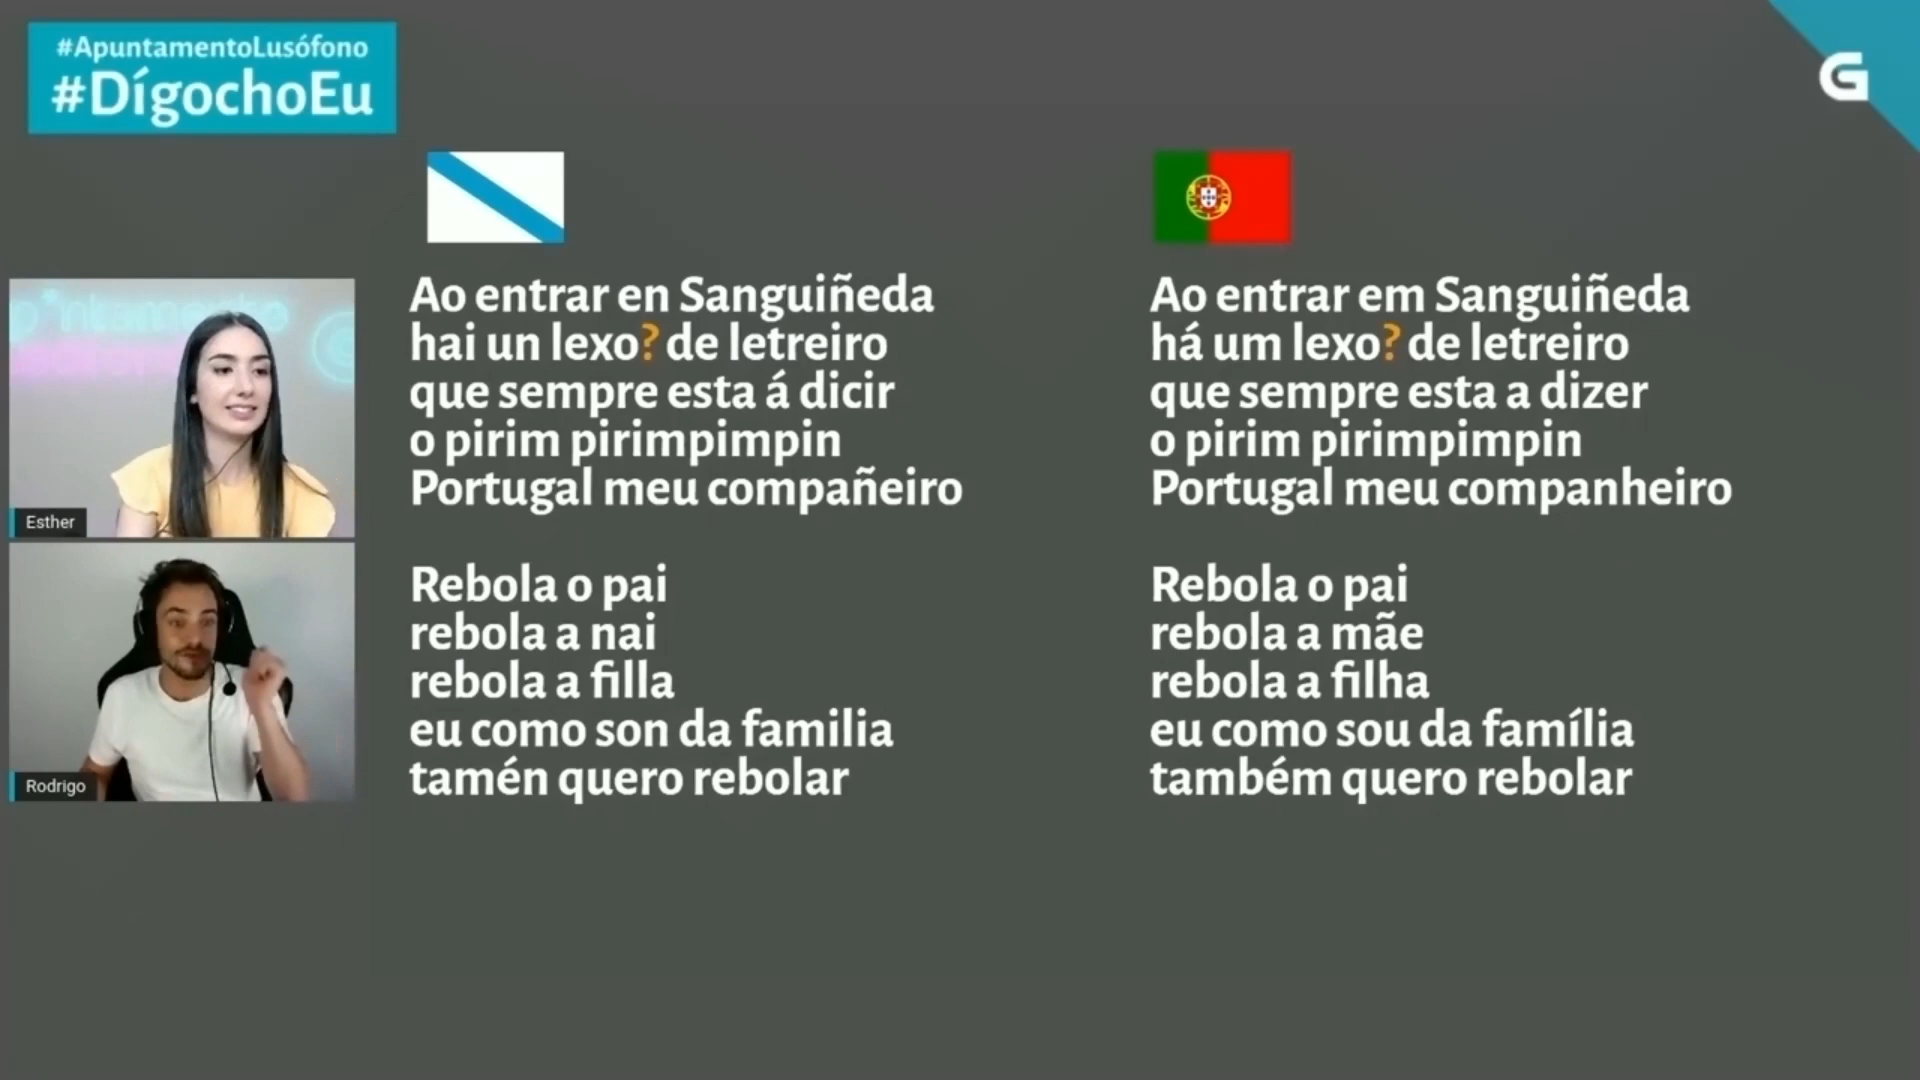 #ApuntamentoLusófono
#DígochoEu
G
Ao entrar en Sanguiñeda
hai un lexo? de letreiro
que sempre esta á dicir
o pirim pirimpimpin
Portugal meu compañeiro
Rebola o pai
rebola a nai
rebola a filla
eu como son da familia
tamén quero rebolar
Ao entrar em Sanguiñeda
há um lexo? de letreiro
que sempre esta a dizer
o pirim pirimpimpin
Portugal meu companheiro
Rebola o pai
rebola a mãe
rebola a filha
eu como sou da família
também quero rebolar
Esther
Rodrigo